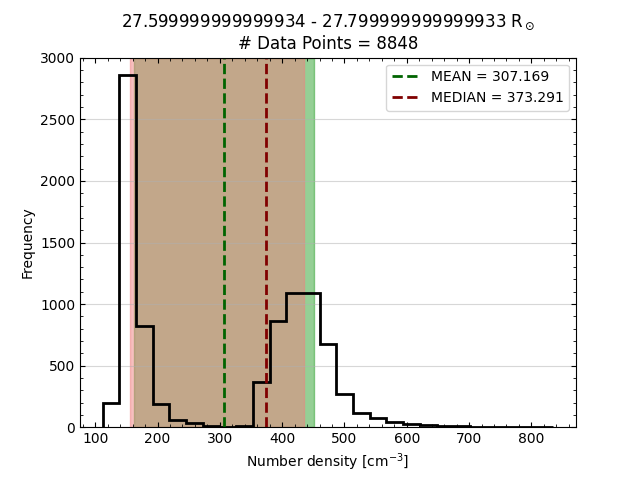 27.599999999999934 - 27.799999999999933 R⊙
# Data Points = 8848
MEAN = 307.169
MEDIAN = 373.291
3000
2500
2000
1500
1000
500
0
Frequency
100 200 300 400 500 600 700 800
Number density [cm⁻³]